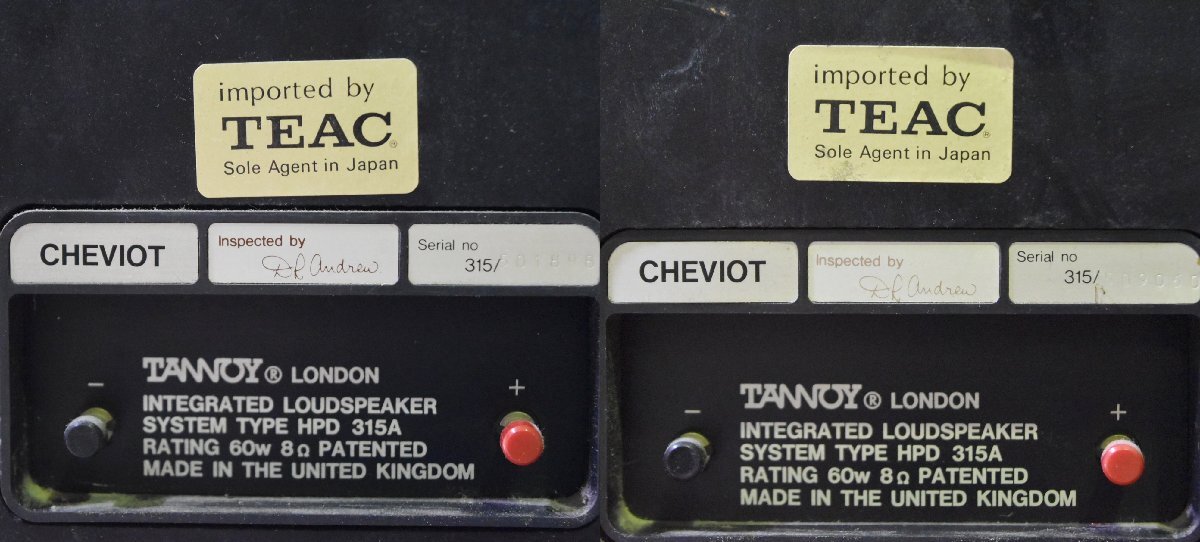 imported by
TEAC®
Sole Agent in Japan
CHEVIOT
Inspected by
D R Andrew
Serial no
315/
TANNOY® LONDON
INTEGRATED LOUDSPEAKER
SYSTEM TYPE HPD 315A
RATING 60w 8Ω PATENTED
MADE IN THE UNITED KINGDOM
- +
imported by
TEAC®
Sole Agent in Japan
CHEVIOT
Inspected by
D R Andrew
Serial no
315/
TANNOY® LONDON
INTEGRATED LOUDSPEAKER
SYSTEM TYPE HPD 315A
RATING 60w 8Ω PATENTED
MADE IN THE UNITED KINGDOM
- +